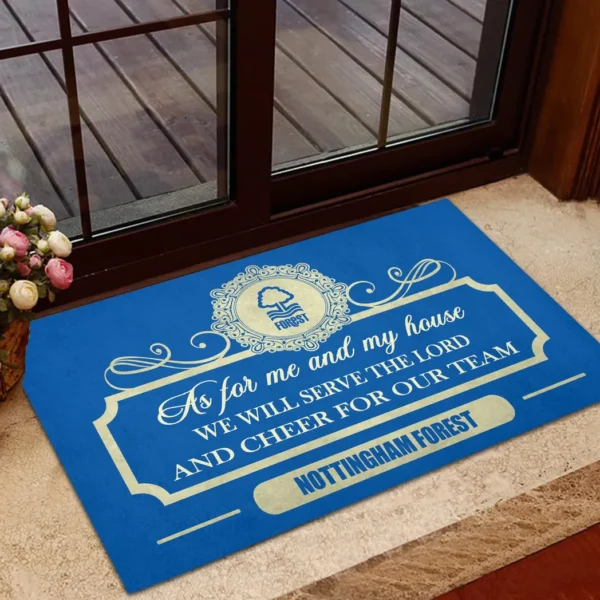 FOREST
As for me and my house
WE WILL SERVE THE LORD
AND CHEER FOR OUR TEAM
NOTTINGHAM FOREST